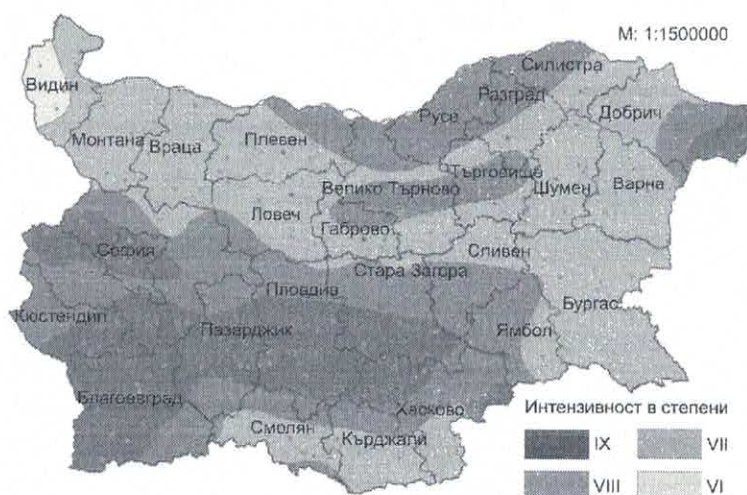 М: 1:1500000
Силистра
Видин
Разград
Русе
Добрич
Монтана
Враца
Плевен
Търговище
Велико Търново
Шумен
Варна
Ловеч
Габрово
София
Сливен
Стара Загора
Пловдив
Бургас
Кюстендил
Пазарджик
Ямбол
Благоевград
Хасково
Смолян
Кърджали
Интензивност в степени
IX
VII
VIII
VI